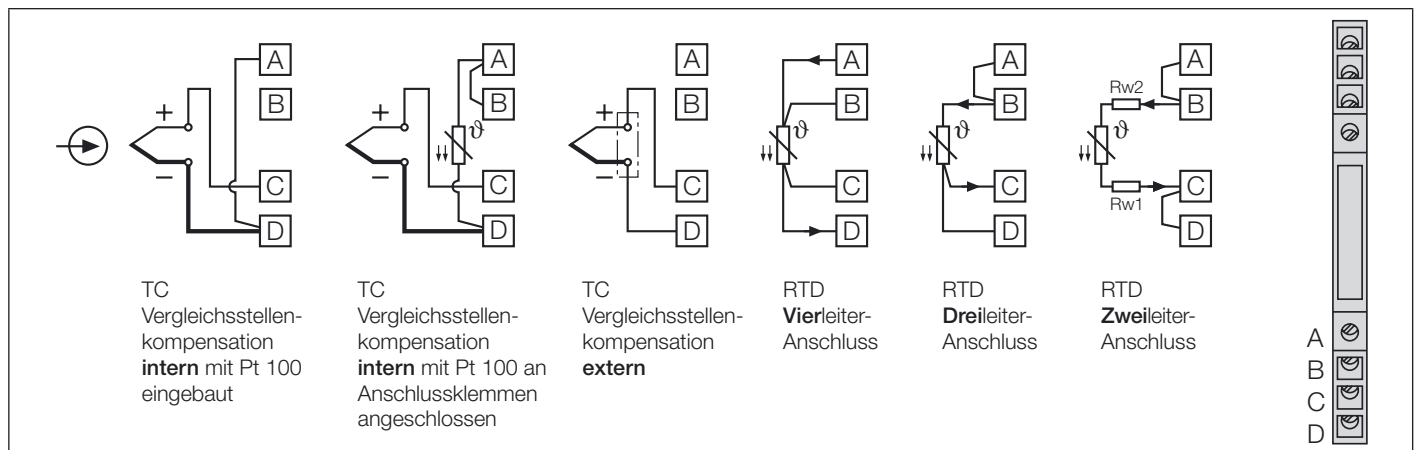 A
B
+
−
C
D
A
B
+
ϑ
−
C
D
A
B
+
−
C
D
A
B
ϑ
C
D
A
B
ϑ
C
D
A
Rw2
B
ϑ
C
Rw1
D
TC
Vergleichsstellen-
kompensation
intern mit Pt 100
eingebaut
TC
Vergleichsstellen-
kompensation
intern mit Pt 100 an
Anschlussklemmen
angeschlossen
TC
Vergleichsstellen-
kompensation
extern
RTD
Vierleiter-
Anschluss
RTD
Dreileiter-
Anschluss
RTD
Zweileiter-
Anschluss
A
B
C
D